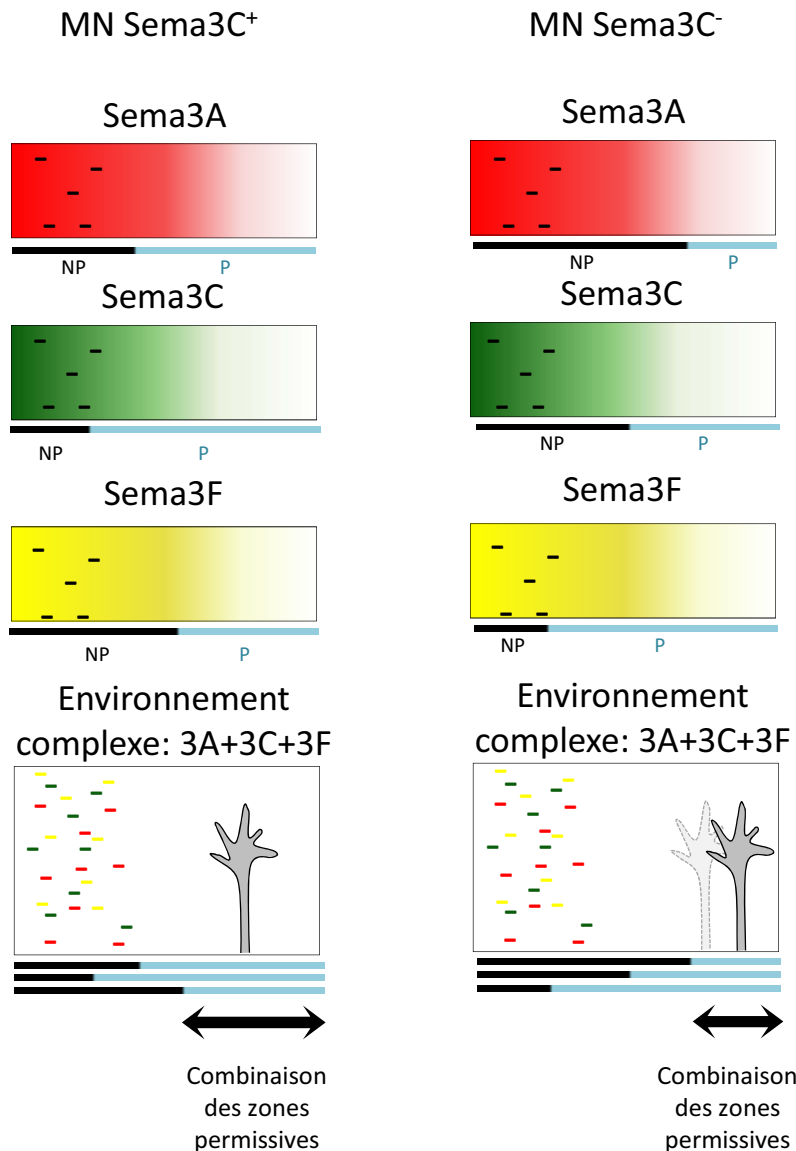 MN Sema3C⁺
MN Sema3C⁻
Sema3A
Sema3A
NP P
NP P
Sema3C
Sema3C
NP P
NP P
Sema3F
Sema3F
NP P
NP P
Environnement
complexe: 3A+3C+3F
Environnement
complexe: 3A+3C+3F
Combinaison
des zones
permissives
Combinaison
des zones
permissives